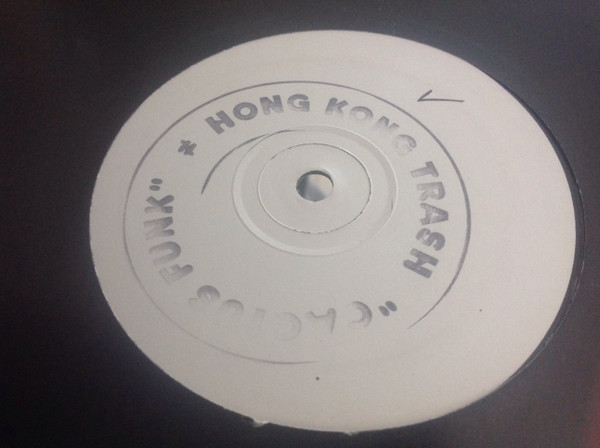 ≠ HONG KONG TRASH
"CACTUS FUNK"